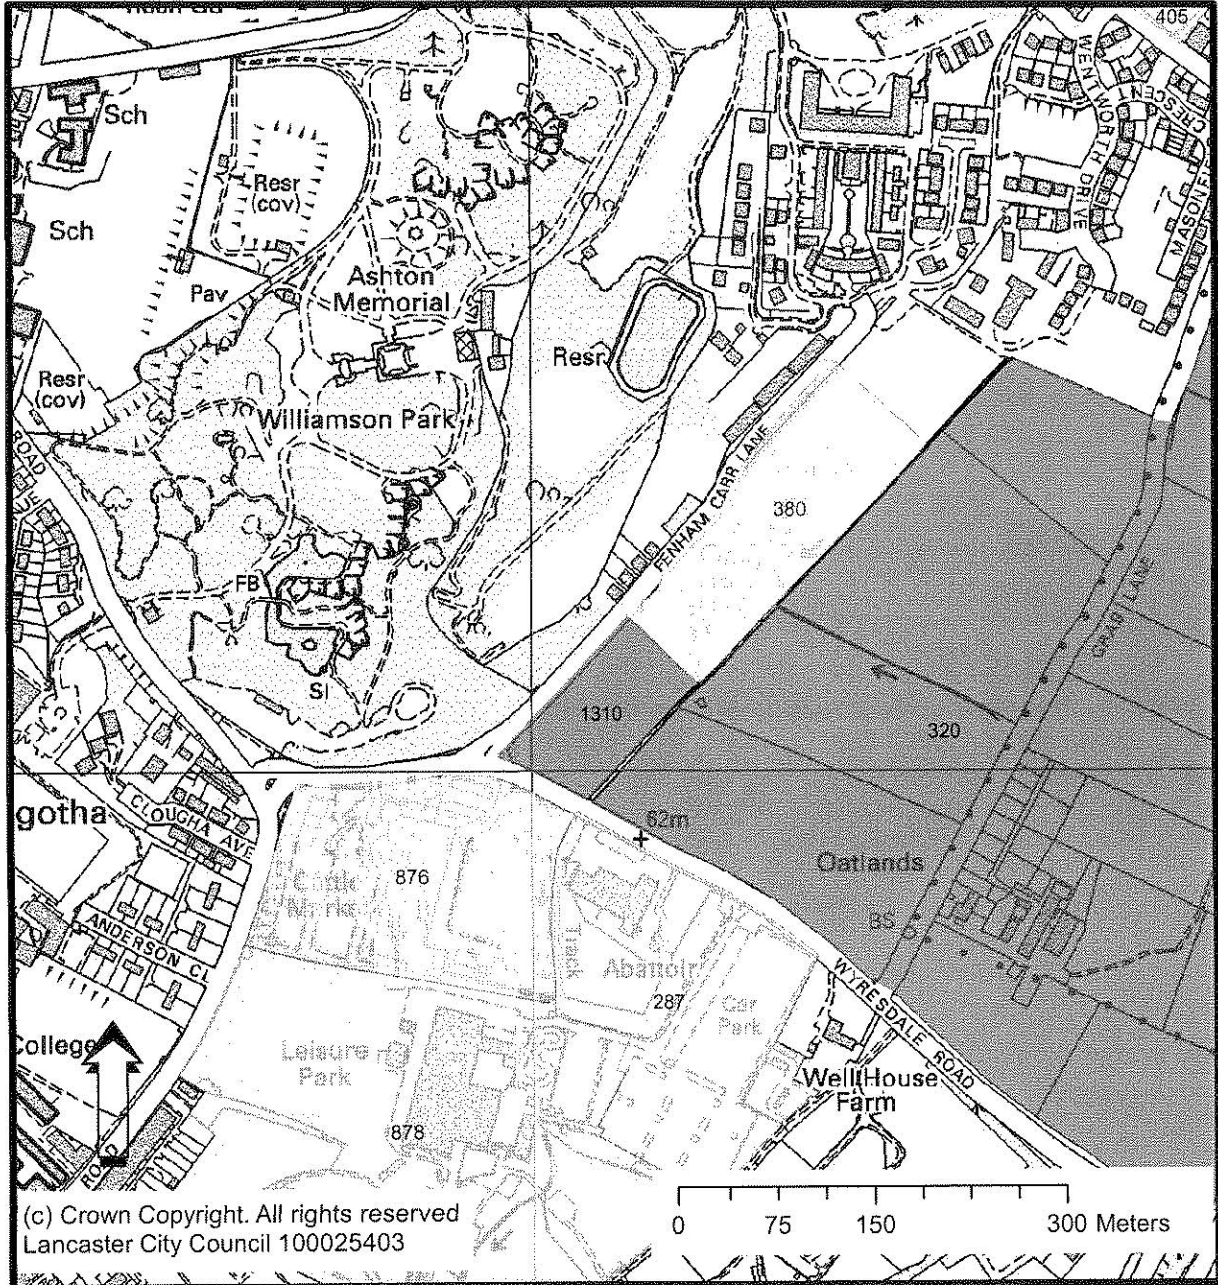 405
Sch
WENTWORTH DRIVE
CRESCENT
Resr
(cov)
Sch
Pav
Ashton
Memorial
Resr
Resr
(cov)
Williamson Park
ROAD
FENHAM CARR LANE
380
FB
SI
GRAB LANE
1310
320
gotha
CLOUGHA AVE
62m
Oatlands
876
BS
ANDERSON CL
Abattoir
287
Car
Park
WYRESDALE ROAD
College
Leisure
Park
Well House
Farm
878
ROAD
(c) Crown Copyright. All rights reserved
Lancaster City Council 100025403
0 75 150 300 Meters